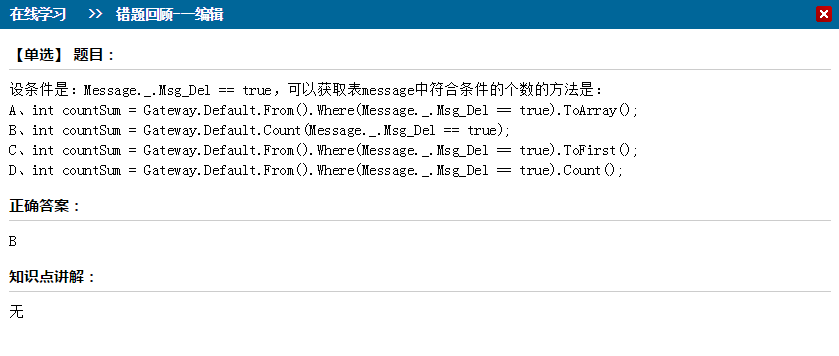 在线学习 >> 错题回顾---编辑
【单选】 题目：
设条件是：Message._.Msg_Del == true，可以获取表message中符合条件的个数的方法是：
A、int countSum = Gateway.Default.From().Where(Message._.Msg_Del == true).ToArray();
B、int countSum = Gateway.Default.Count(Message._.Msg_Del == true);
C、int countSum = Gateway.Default.From().Where(Message._.Msg_Del == true).ToFirst();
D、int countSum = Gateway.Default.From().Where(Message._.Msg_Del == true).Count();
正确答案：
B
知识点讲解：
无